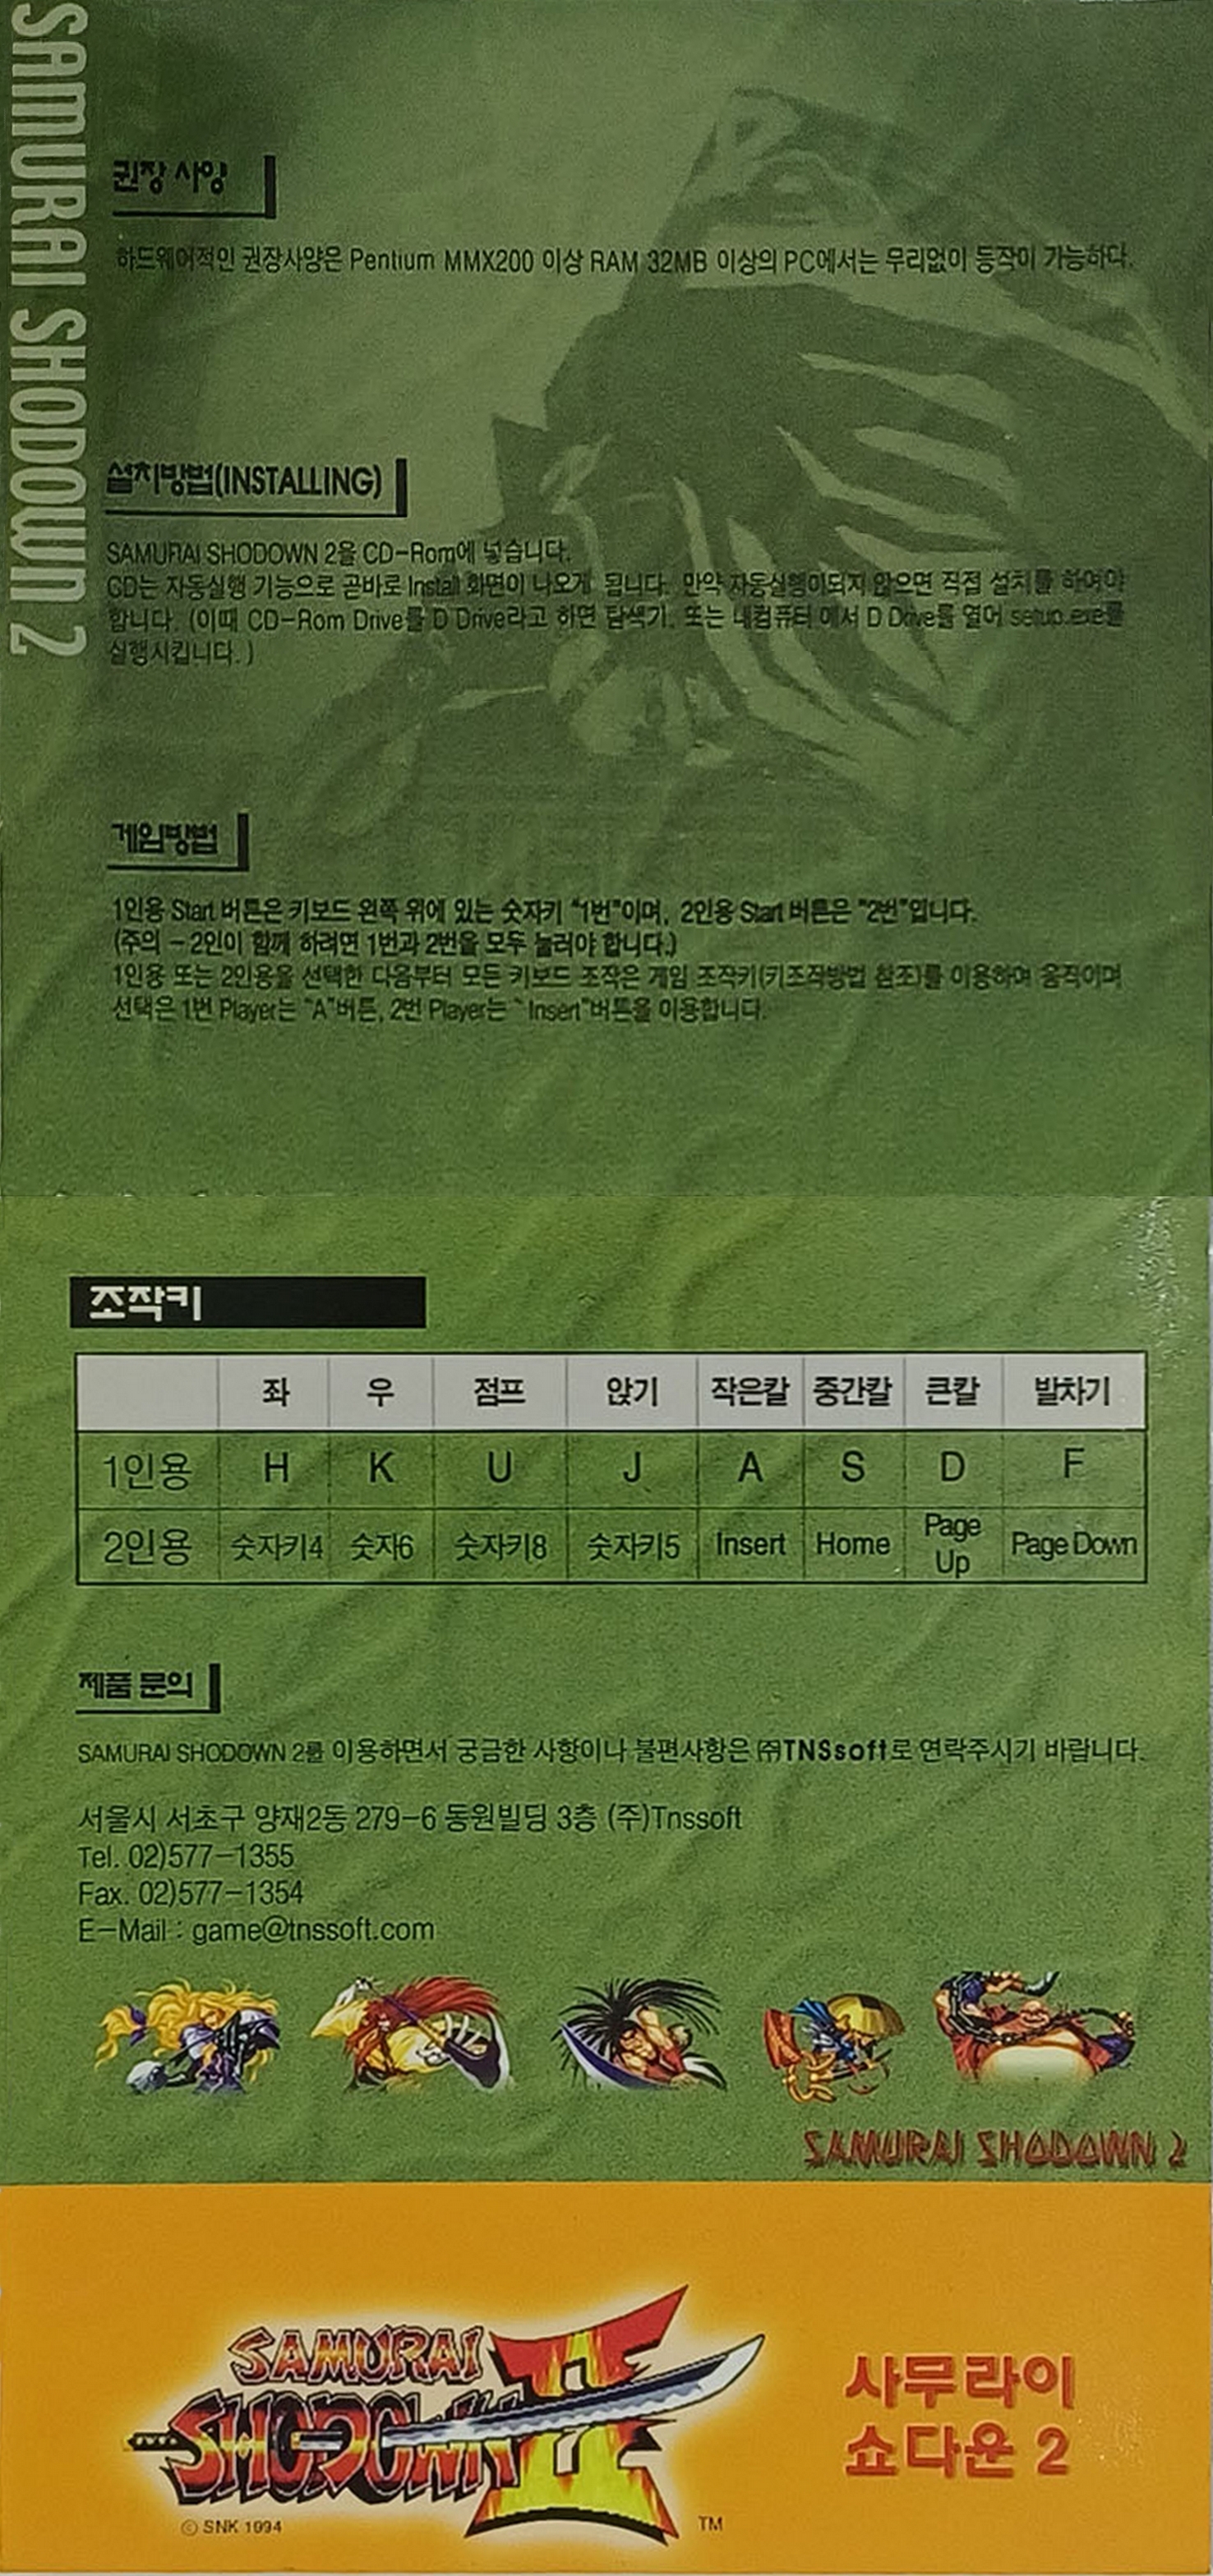 SAMURAI SHODOWN 2
권장 사양
하드웨어적인 권장사양은 Pentium MMX200 이상 RAM 32MB 이상의 PC에서는 무리없이 동작이 가능하다.
설치방법(INSTALLING)
SAMURAI SHODOWN 2을 CD-Rom에 넣습니다.
CD는 자동실행 기능으로 곧바로 Install 화면이 나오게 됩니다. 만약 자동실행이되지 않으면 직접 설치를 하여야
합니다. (이때 CD-Rom Drive를 D Drive라고 하면 탐색기. 또는 내컴퓨터 에서 D Drive를 열어 setup.exe를
실행시킵니다. )
게임방법
1인용 Start 버튼은 키보드 왼쪽 위에 있는 숫자키 "1번"이며, 2인용 Start 버튼은 "2번"입니다.
(주의 - 2인이 함께 하려면 1번과 2번을 모두 눌러야 합니다.)
1인용 또는 2인용을 선택한 다음부터 모든 키보드 조작은 게임 조작키(키조작방법 참조)를 이용하여 움직이며
선택은 1번 Player는 "A"버튼, 2번 Player는 " Insert"버튼을 이용합니다.
조작키
좌 우 점프 앉기 작은칼 중간칼 큰칼 발차기
1인용 H K U J A S D F
2인용 숫자키4 숫자6 숫자키8 숫자키5 Insert Home Page Up Page Down
제품 문의
SAMURAI SHODOWN 2를 이용하면서 궁금한 사항이나 불편사항은 ㈜TNSsoft로 연락주시기 바랍니다.
서울시 서초구 양재2동 279-6 동원빌딩 3층 (주)Tnssoft
Tel. 02)577-1355
Fax. 02)577-1354
E-Mail : game@tnssoft.com
SAMURAI SHODOWN 2
SAMURAI
SHODOWN II
사무라이
쇼다운 2
© SNK 1994
TM